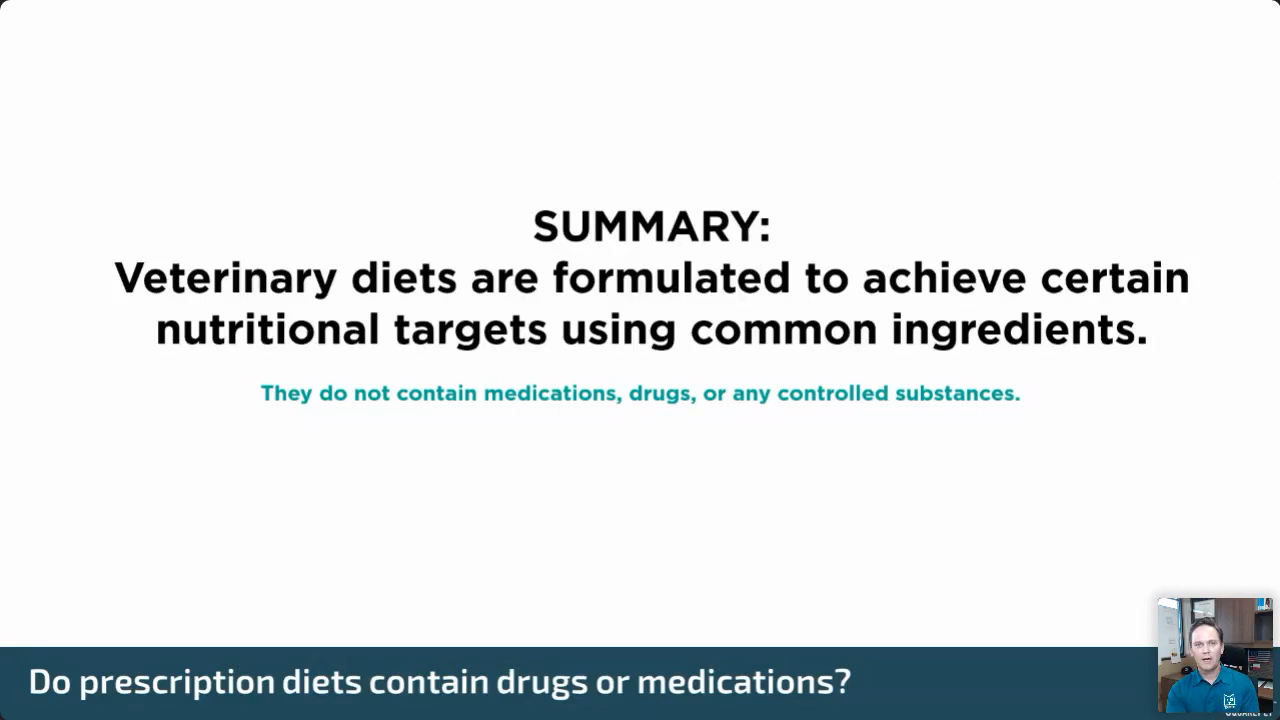 SUMMARY:
Veterinary diets are formulated to achieve certain
nutritional targets using common ingredients.
They do not contain medications, drugs, or any controlled substances.
Do prescription diets contain drugs or medications?